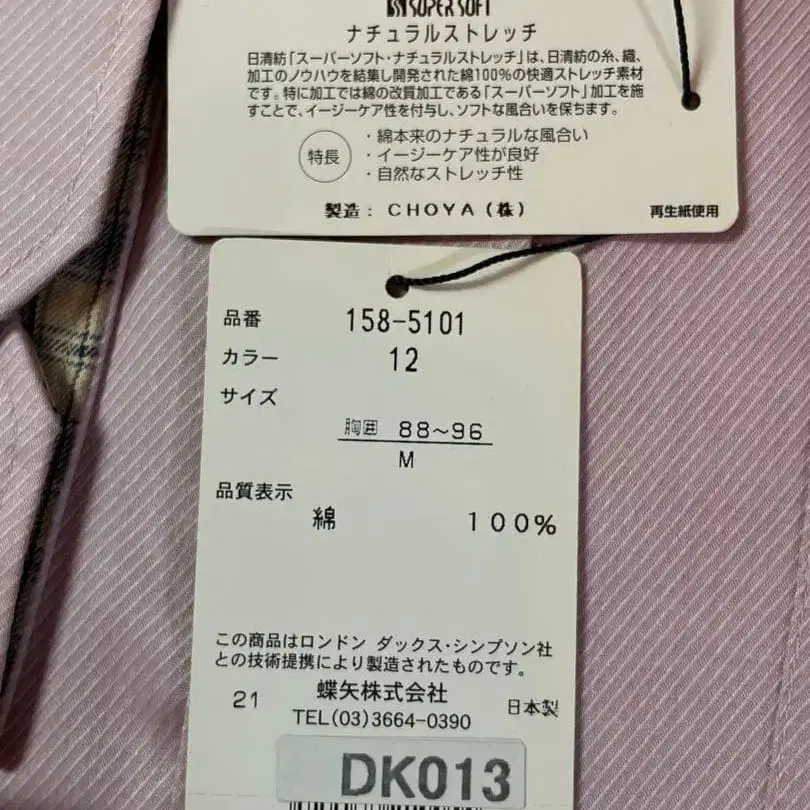 SUPER SOFT
ナチュラルストレッチ
日清紡「スーパーソフト・ナチュラルストレッチ」は、日清紡の糸、織、
加工のノウハウを結集し開発された綿100%の快適ストレッチ素材
です。特に加工では綿の改質加工である「スーパーソフト」加工を施
すことで、イージーケア性を付与し、ソフトな風合いを保ちます。
特長
・綿本来のナチュラルな風合い
・イージーケア性が良好
・自然なストレッチ性
製造：CHOYA(株)
再生紙使用
品番 158-5101
カラー 12
サイズ
胸囲 88~96
M
品質表示
綿 100%
この商品はロンドン ダックス・シンプソン社
との技術提携により製造されたものです。
21 蝶矢株式会社 日本製
TEL(03)3664-0390
DK013